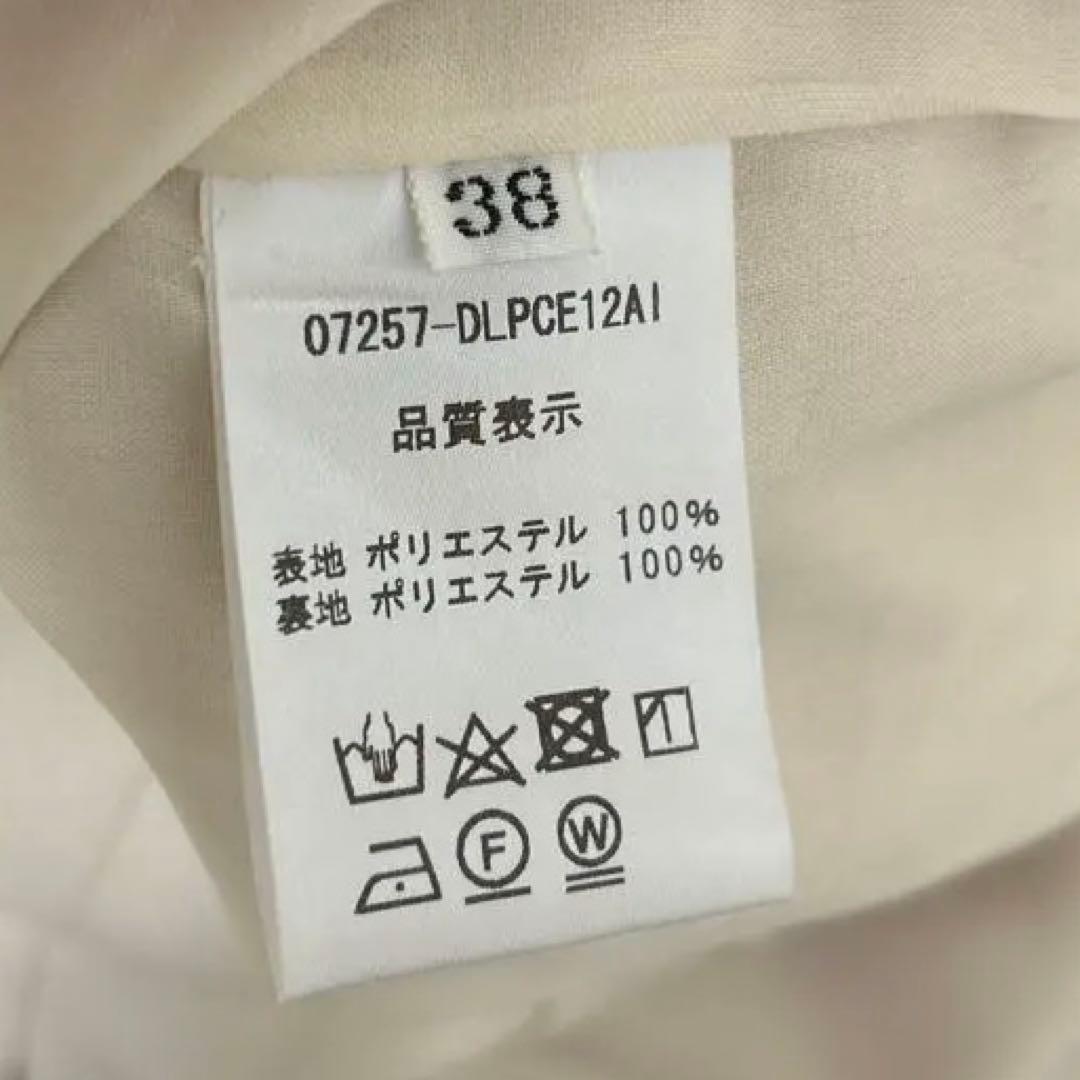 38
07257-DLPCE12AI
品質表示
表地 ポリエステル 100%
裏地 ポリエステル 100%
F W